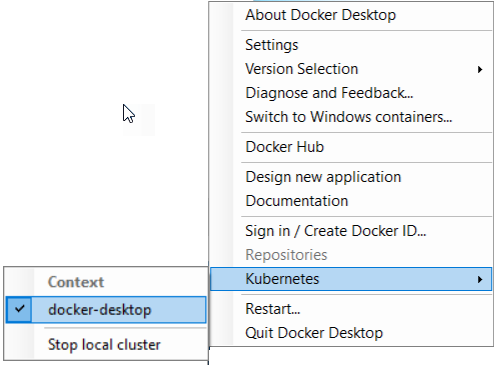 About Docker Desktop
Settings
Version Selection
Diagnose and Feedback...
Switch to Windows containers...
Docker Hub
Design new application
Documentation
Sign in / Create Docker ID...
Repositories
Kubernetes
Restart...
Quit Docker Desktop
Context
docker-desktop
Stop local cluster